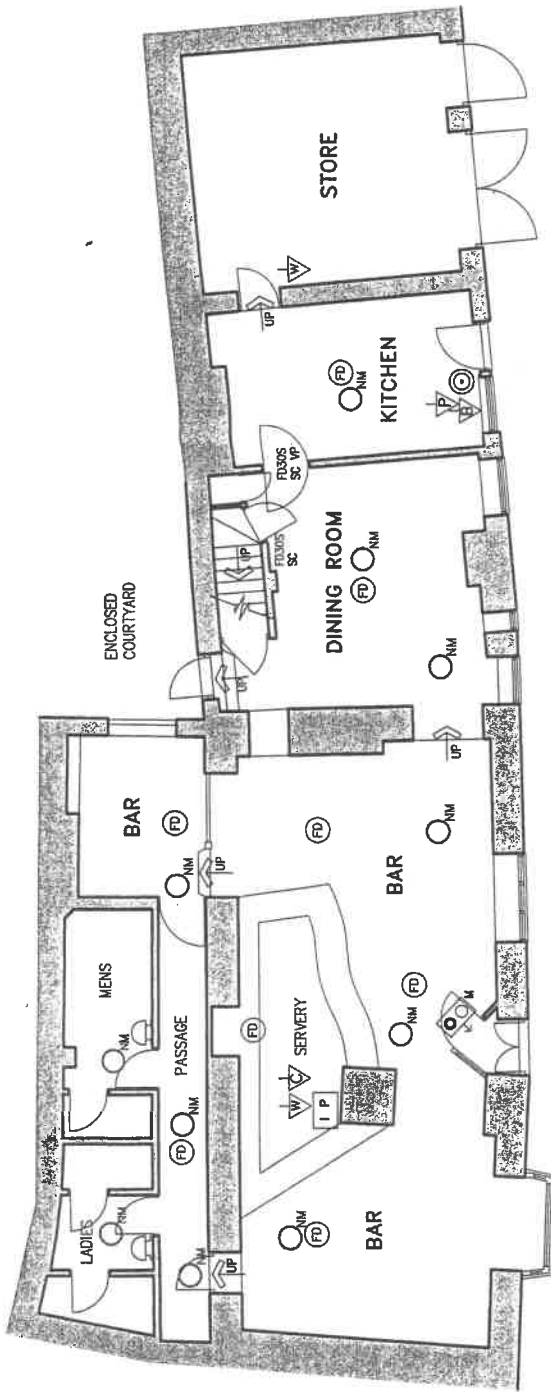 STORE
W
UP
KITCHEN
FD
NM
P
B
FD30S
SC VP
UP
FD30S
SC
DINING ROOM
FD
NM
NM
ENCLOSED
COURTYARD
UP
UP
BAR
FD
NM
UP
FD
BAR
NM
FD
NM
M
MENS
NM
PASSAGE
NM
FD
FD
SERVERY
W
C
I P
LADIES
NM
NM
UP
NM
FD
BAR